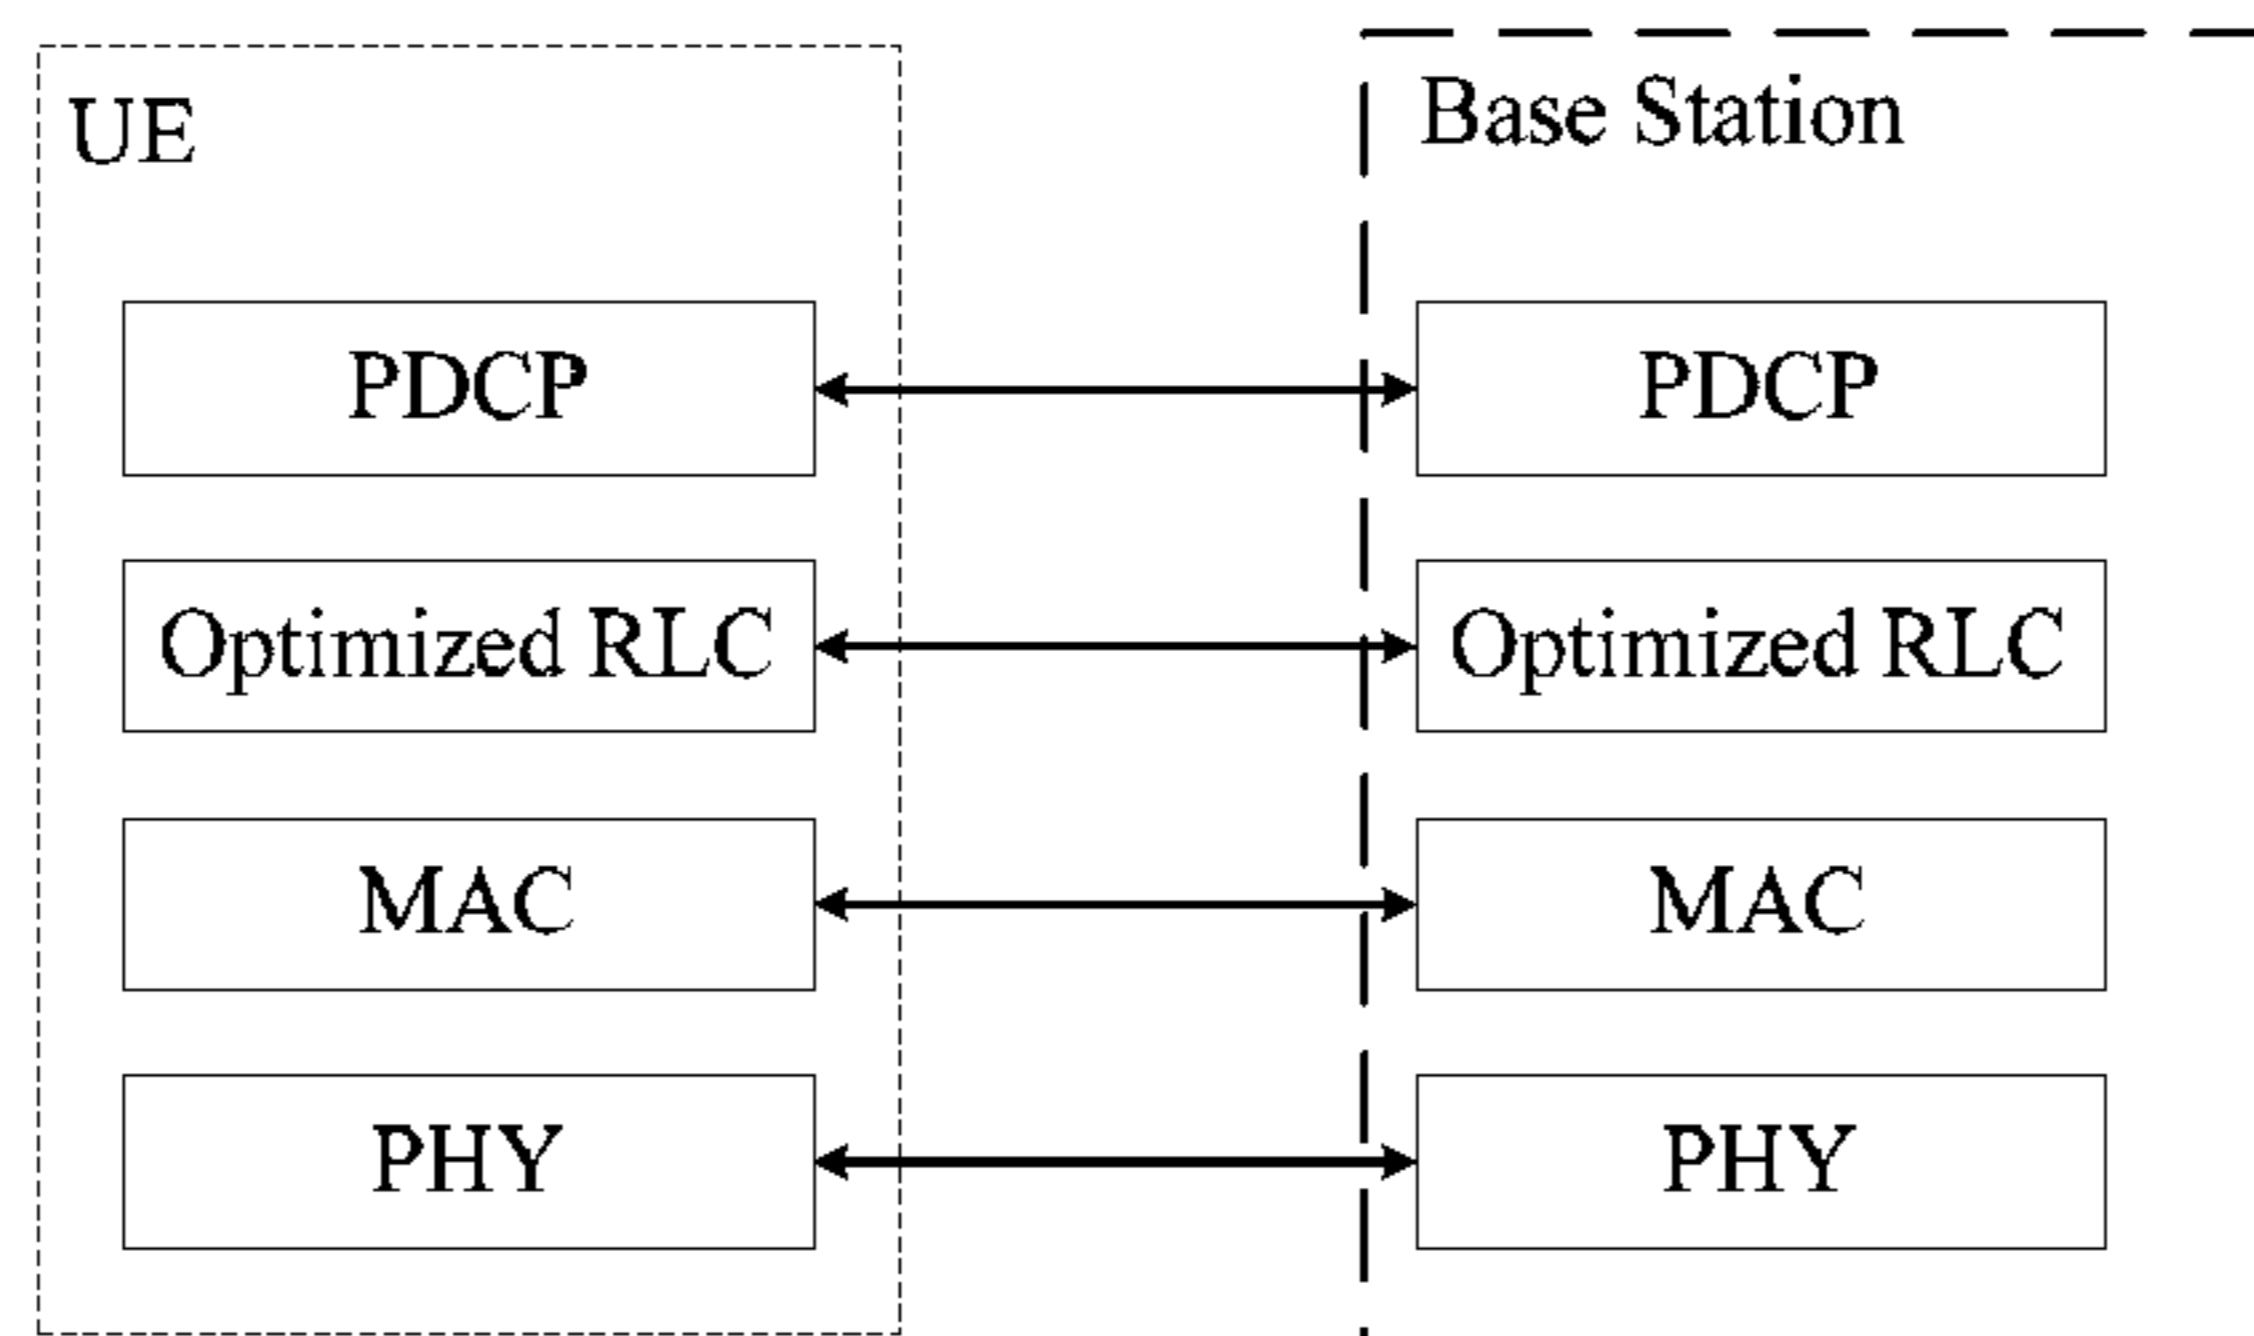 UE
Base Station
PDCP
PDCP
Optimized RLC
Optimized RLC
MAC
MAC
PHY
PHY